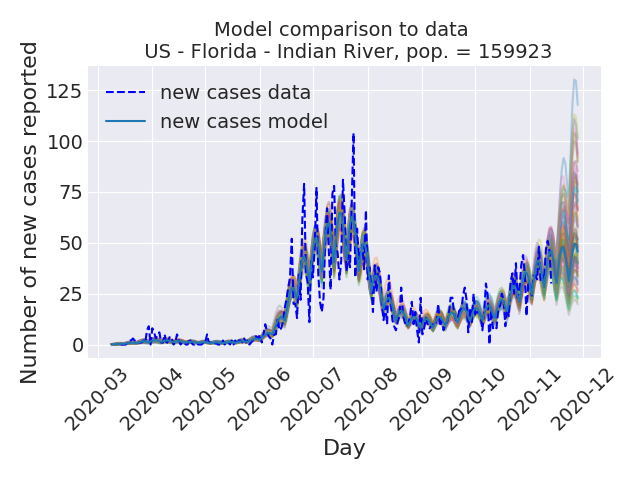 Model comparison to data
US - Florida - Indian River, pop. = 159923
Number of new cases reported
125
100
75
50
25
0
new cases data
new cases model
2020-03
2020-04
2020-05
2020-06
2020-07
2020-08
2020-09
2020-10
2020-11
2020-12
Day